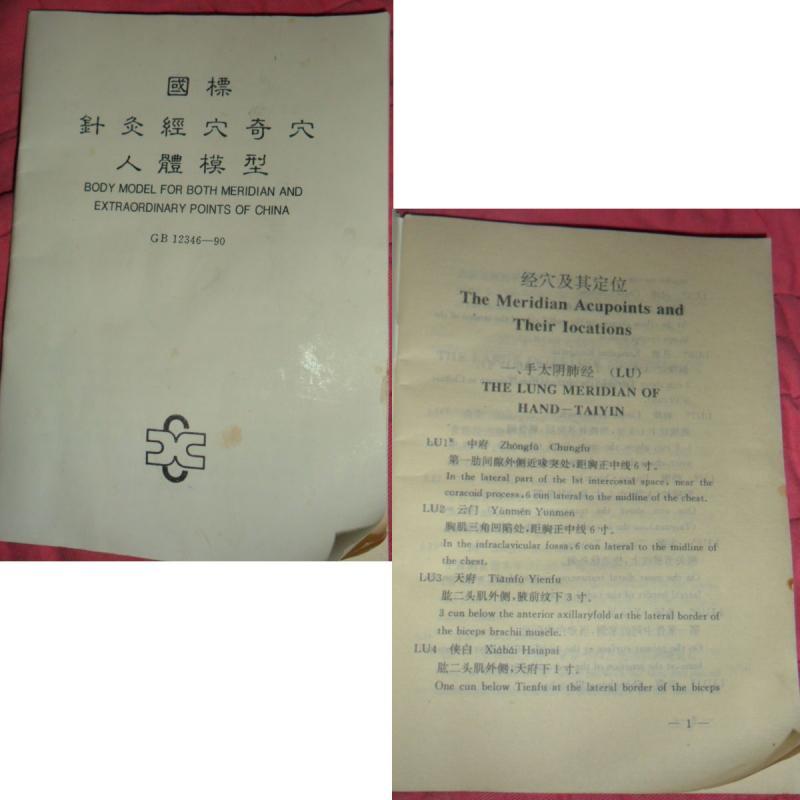 國標
針灸經穴奇穴
人體模型
BODY MODEL FOR BOTH MERIDIAN AND
EXTRAORDINARY POINTS OF CHINA
GB 12346—90
经穴及其定位
The Meridian Acupoints and
Their Iocations
一、手太阴肺经 (LU)
THE LUNG MERIDIAN OF
HAND—TAIYIN
LU1 中府 Zhōngfǔ Chungfu
第一肋间隙外侧近喙突处,距胸正中线6寸。
In the lateral part of the 1st intercostal space, near the
coracoid process,6 cun lateral to the midline of the chest.
LU2 云门 Yúnmén Yunmen
胸肌三角凹陷处,距胸正中线6寸。
In the infraclavicular fossa,6 cun lateral to the midline of
the chest.
LU3 天府 Tiānfǔ Yienfu
肱二头肌外侧,腋前纹下3寸。
3 cun below the anterior axillaryfold at the lateral border of
the biceps brachii muscle.
LU4 侠白 Xiábái Hsiapai
肱二头肌外侧,天府下1寸。
One cun below Tienfu at the lateral border of the biceps
— 1 —